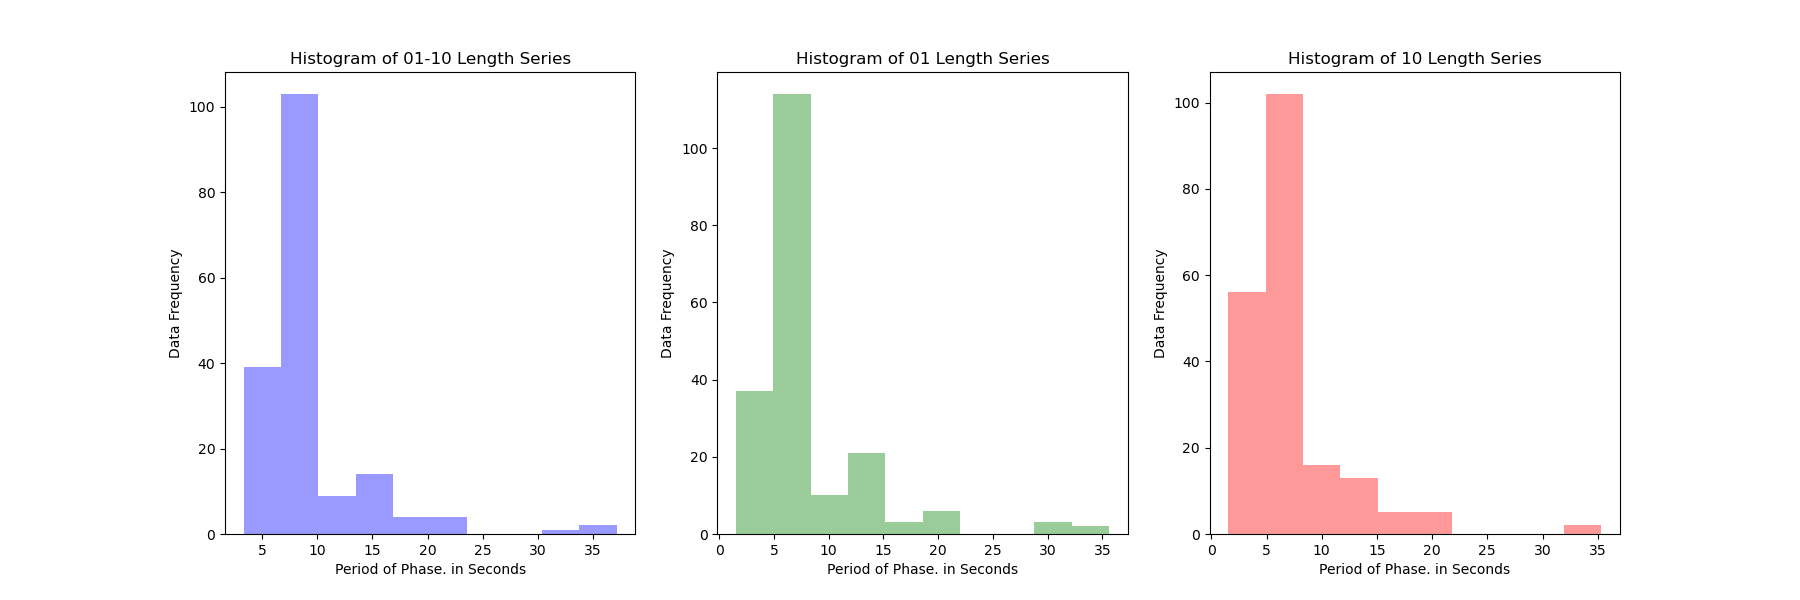 Histogram of 01-10 Length Series
Data Frequency
100
80
60
40
20
0
5 10 15 20 25 30 35
Period of Phase. in Seconds
Histogram of 01 Length Series
Data Frequency
100
80
60
40
20
0
0 5 10 15 20 25 30 35
Period of Phase. in Seconds
Histogram of 10 Length Series
Data Frequency
100
80
60
40
20
0
0 5 10 15 20 25 30 35
Period of Phase. in Seconds